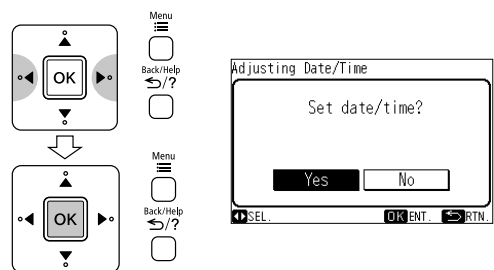 Menu
OK
Back/Help
/?
Menu
OK
Back/Help
/?
Adjusting Date/Time
Set date/time?
Yes No
SEL. OK ENT. RTN.